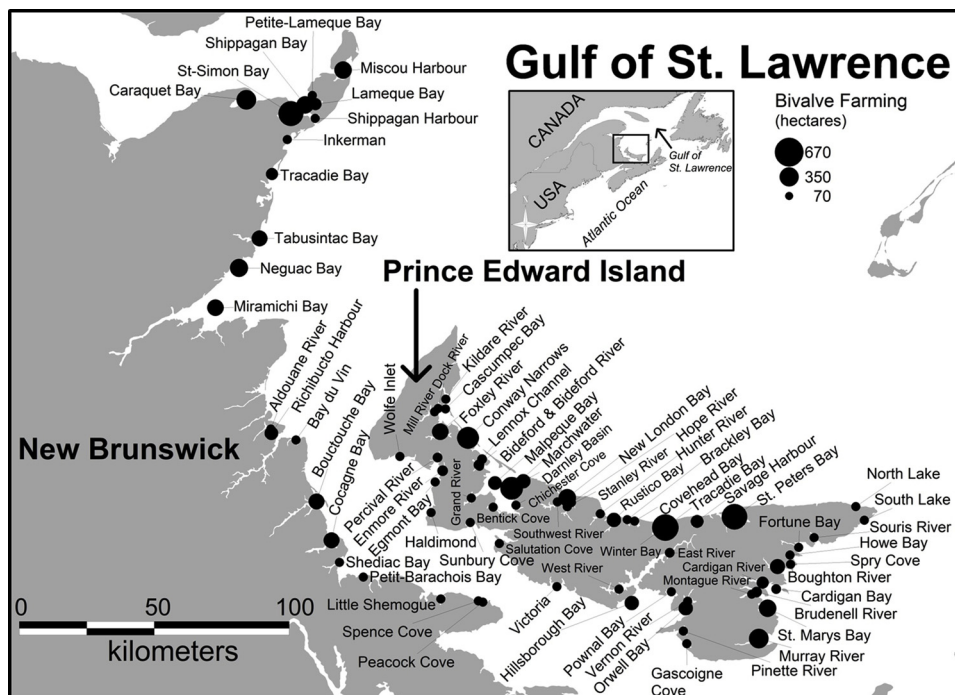 Petite-Lameque Bay
Shippagan Bay
St-Simon Bay
Caraquet Bay
Miscou Harbour
Lameque Bay
Shippagan Harbour
Inkerman
Tracadie Bay
Tabusintac Bay
Neguac Bay
Miramichi Bay
Gulf of St. Lawrence
CANADA
USA
Gulf of
St. Lawrence
Atlantic Ocean
Bivalve Farming
(hectares)
670
350
70
Prince Edward Island
New Brunswick
Aldouane River
Richibucto Harbour
Bay du Vin
Bouctouche Bay
Cocagne Bay
Shediac Bay
Petit-Barachois Bay
Little Shemogue
Spence Cove
Peacock Cove
Wolfe Inlet
Mill River
Dock River
Kildare River
Cascumpec Bay
Foxley River
Conway Narrows
Lennox Channel
Bideford & Bideford River
Malpeque Bay
Marchwater
Darnley Basin
Chichester Cove
New London Bay
Hope River
Stanley River
Hunter River
Rustico Bay
Brackley Bay
Covehead Bay
Tracadie Bay
Savage Harbour
St. Peters Bay
North Lake
South Lake
Fortune Bay
Souris River
Howe Bay
Spry Cove
Boughton River
Cardigan Bay
Brudenell River
St. Marys Bay
Murray River
Pinette River
Percival River
Enmore River
Egmont Bay
Grand River
Haldimond
Sunbury Cove
Bentick Cove
Southwest River
Salutation Cove
Winter Bay
East River
West River
Cardigan River
Montague River
Victoria
Hillsborough Bay
Pownal Bay
Vernon River
Orwell Bay
Gascoigne
Cove
0
50
100
kilometers